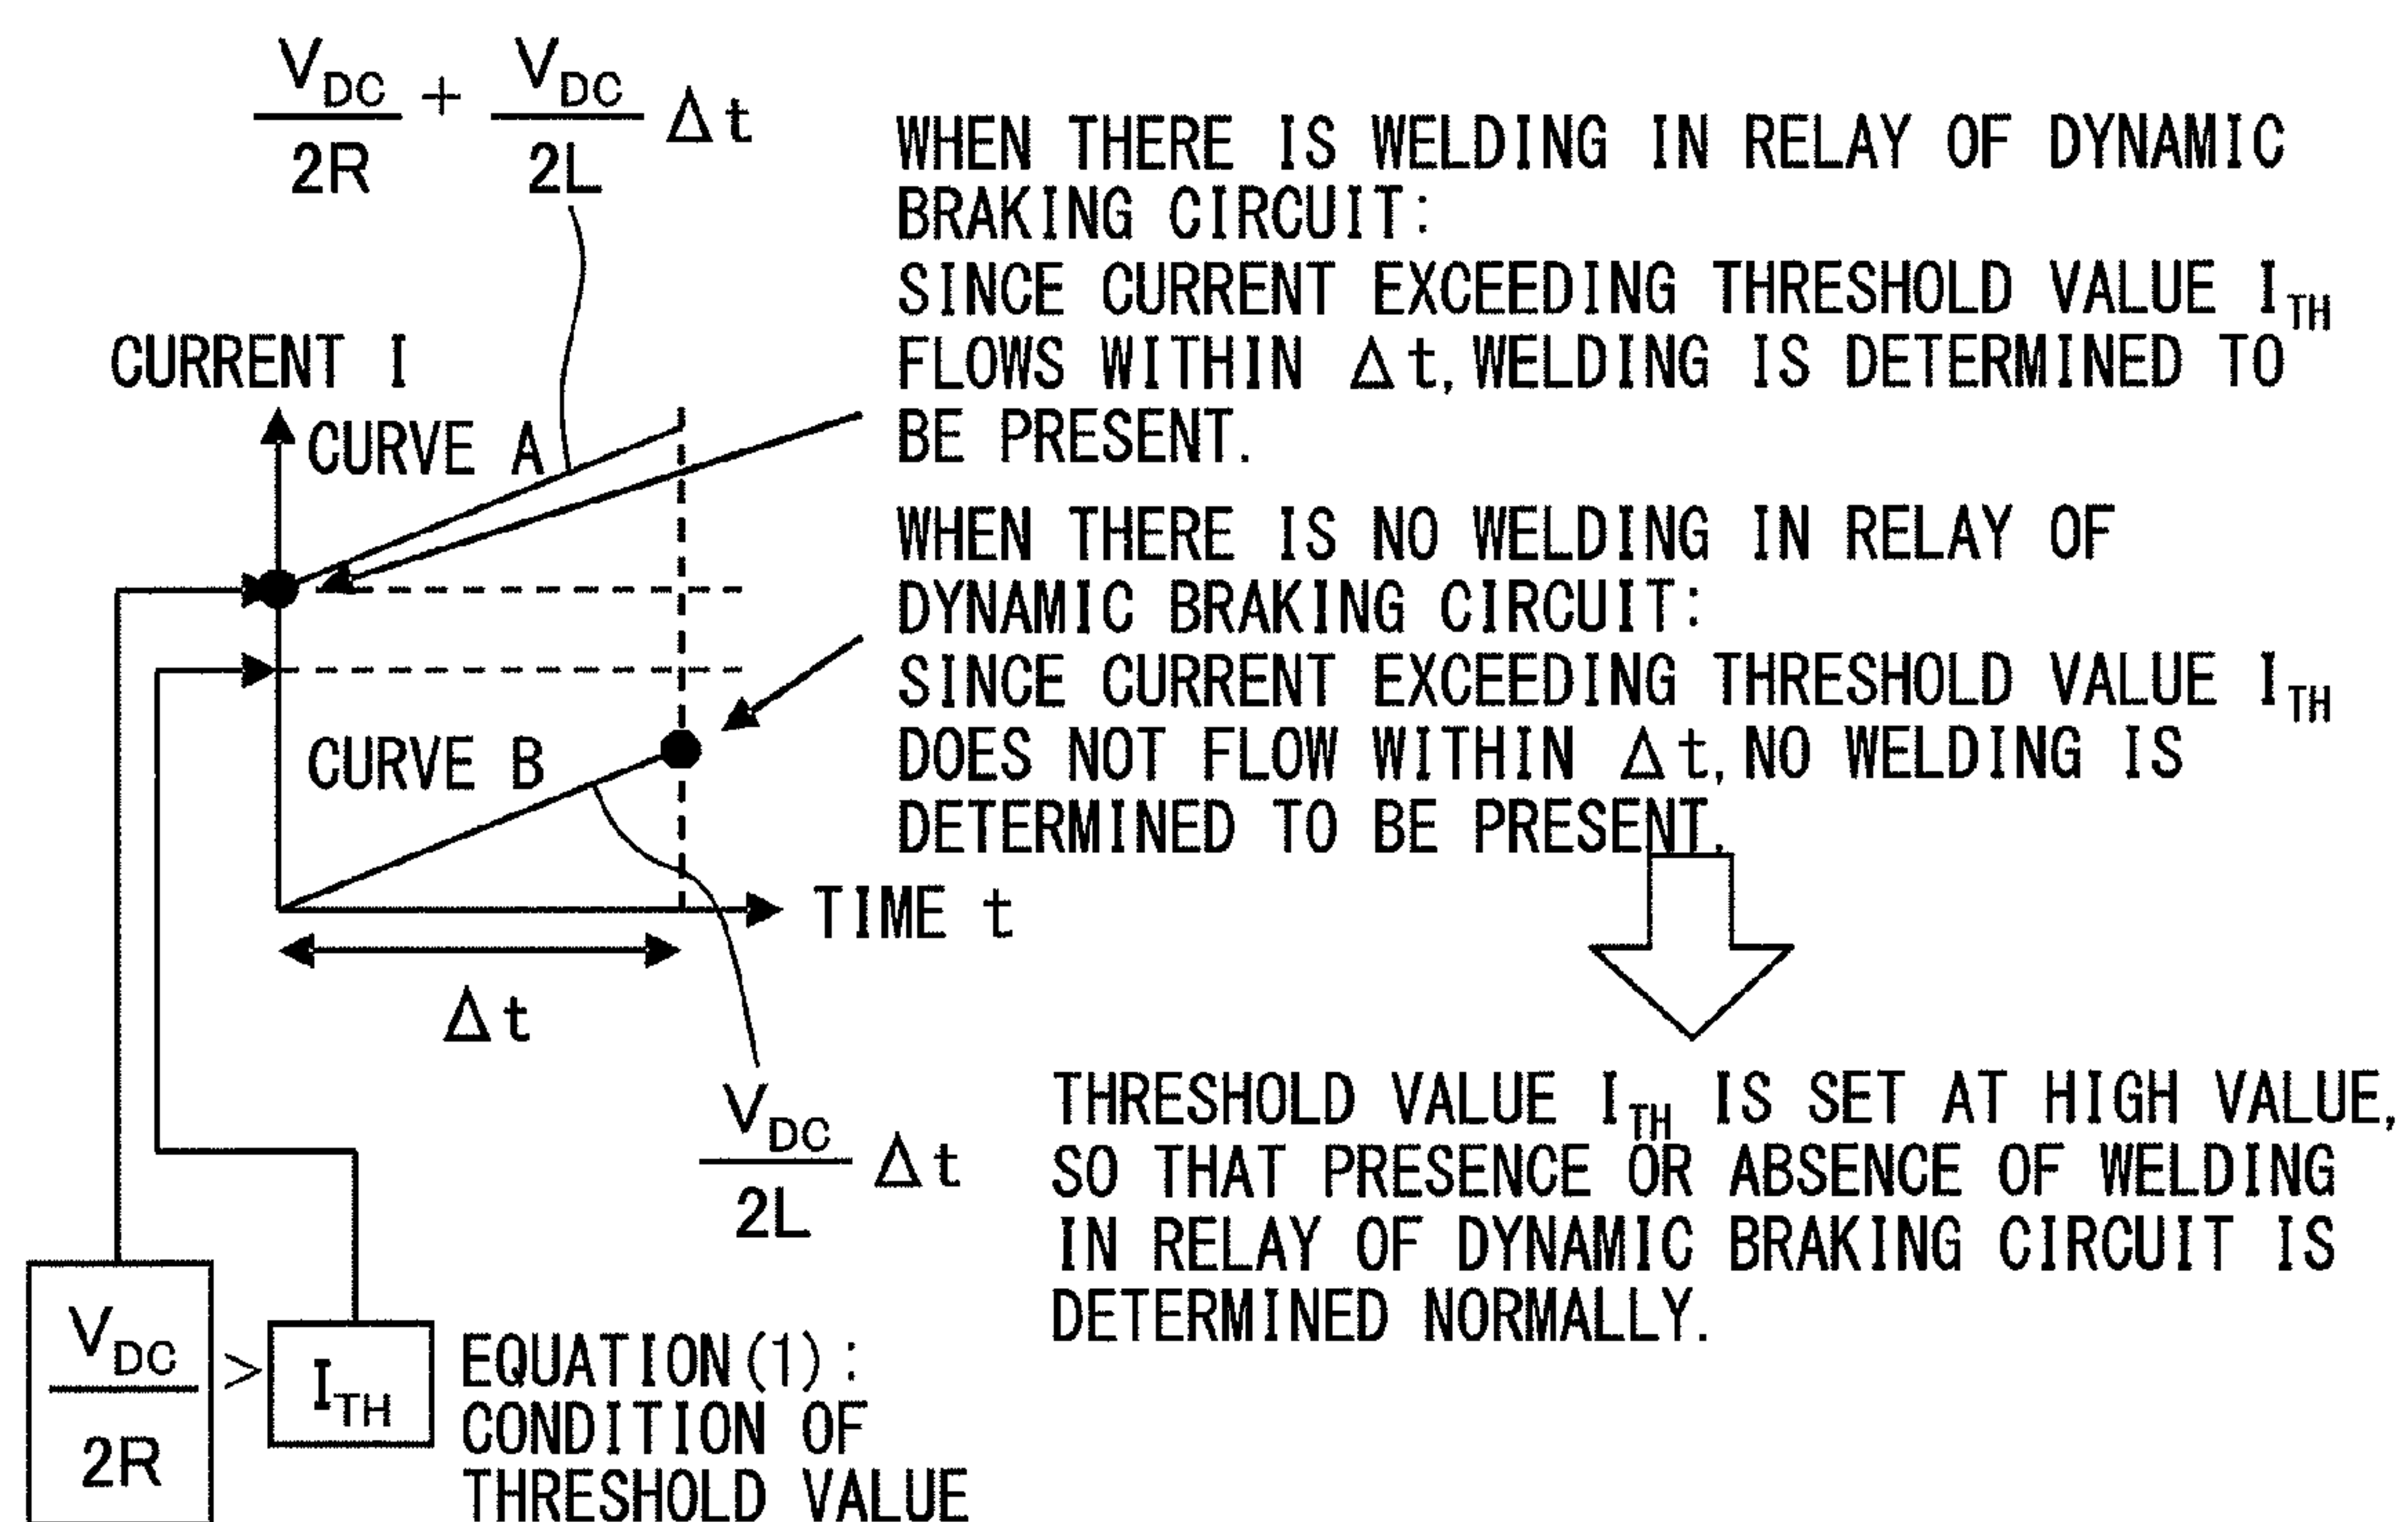 V_DC/2R + V_DC/2L Δt
WHEN THERE IS WELDING IN RELAY OF DYNAMIC
BRAKING CIRCUIT:
SINCE CURRENT EXCEEDING THRESHOLD VALUE I_TH
FLOWS WITHIN Δt, WELDING IS DETERMINED TO
BE PRESENT.
CURRENT I
CURVE A
WHEN THERE IS NO WELDING IN RELAY OF
DYNAMIC BRAKING CIRCUIT:
SINCE CURRENT EXCEEDING THRESHOLD VALUE I_TH
DOES NOT FLOW WITHIN Δt, NO WELDING IS
DETERMINED TO BE PRESENT.
CURVE B
TIME t
Δt
V_DC/2L Δt
THRESHOLD VALUE I_TH IS SET AT HIGH VALUE,
SO THAT PRESENCE OR ABSENCE OF WELDING
IN RELAY OF DYNAMIC BRAKING CIRCUIT IS
DETERMINED NORMALLY.
V_DC/2R > I_TH
EQUATION(1):
CONDITION OF
THRESHOLD VALUE